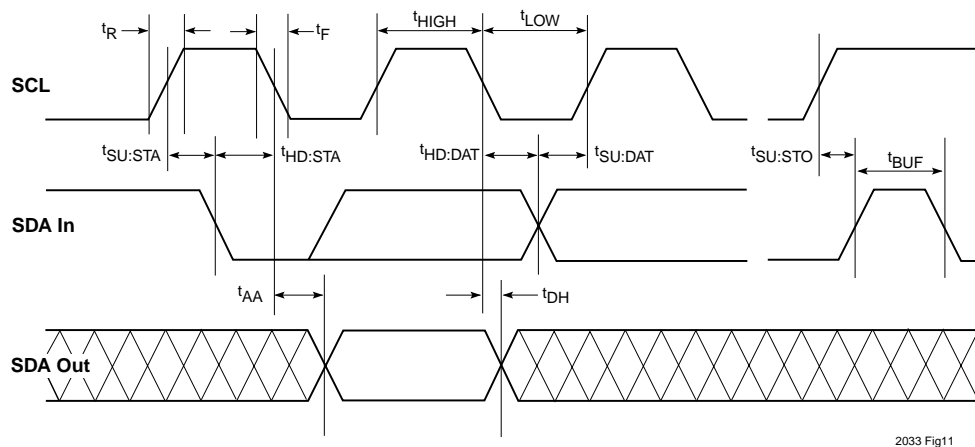 tR tF tHIGH tLOW
SCL
tSU:STA tHD:STA tHD:DAT tSU:DAT tSU:STO tBUF
SDA In
tAA tDH
SDA Out
2033 Fig11